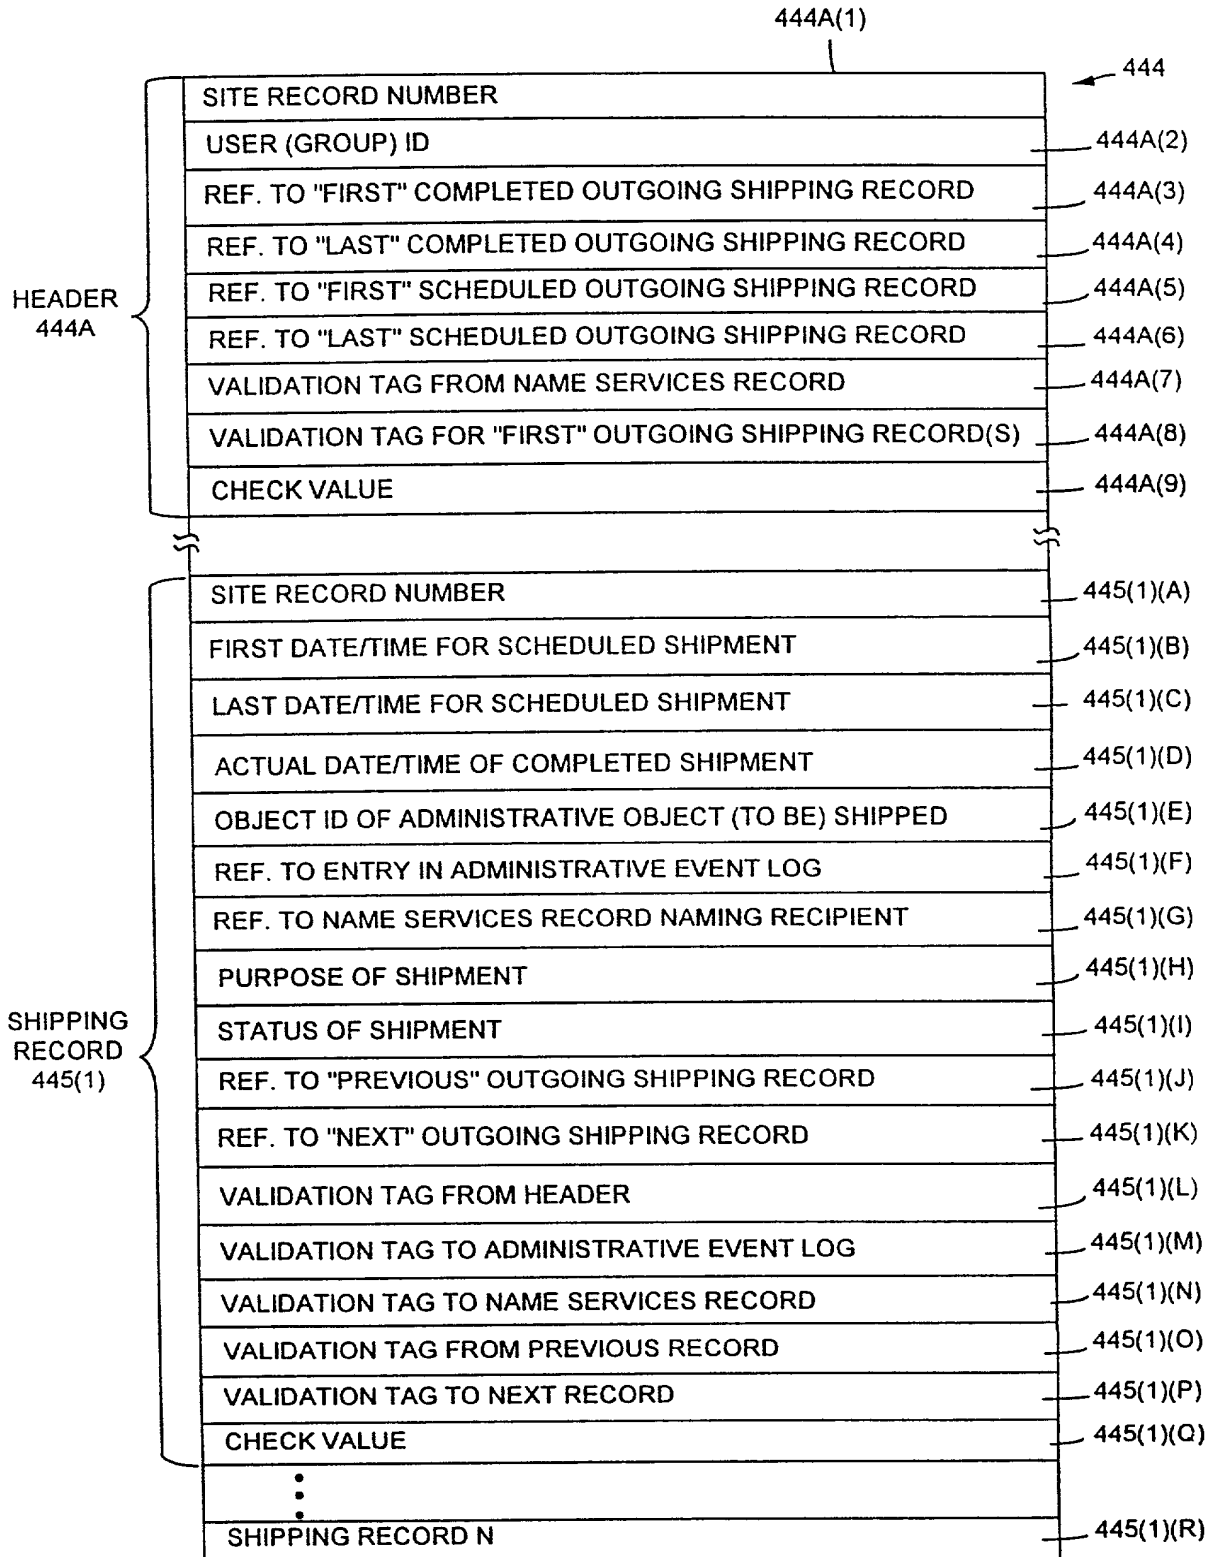 444A(1)
444
SITE RECORD NUMBER
USER (GROUP) ID 444A(2)
REF. TO "FIRST" COMPLETED OUTGOING SHIPPING RECORD 444A(3)
REF. TO "LAST" COMPLETED OUTGOING SHIPPING RECORD 444A(4)
REF. TO "FIRST" SCHEDULED OUTGOING SHIPPING RECORD 444A(5)
HEADER
444A
REF. TO "LAST" SCHEDULED OUTGOING SHIPPING RECORD 444A(6)
VALIDATION TAG FROM NAME SERVICES RECORD 444A(7)
VALIDATION TAG FOR "FIRST" OUTGOING SHIPPING RECORD(S) 444A(8)
CHECK VALUE 444A(9)
SITE RECORD NUMBER 445(1)(A)
FIRST DATE/TIME FOR SCHEDULED SHIPMENT 445(1)(B)
LAST DATE/TIME FOR SCHEDULED SHIPMENT 445(1)(C)
ACTUAL DATE/TIME OF COMPLETED SHIPMENT 445(1)(D)
OBJECT ID OF ADMINISTRATIVE OBJECT (TO BE) SHIPPED 445(1)(E)
REF. TO ENTRY IN ADMINISTRATIVE EVENT LOG 445(1)(F)
REF. TO NAME SERVICES RECORD NAMING RECIPIENT 445(1)(G)
PURPOSE OF SHIPMENT 445(1)(H)
SHIPPING
RECORD
445(1)
STATUS OF SHIPMENT 445(1)(I)
REF. TO "PREVIOUS" OUTGOING SHIPPING RECORD 445(1)(J)
REF. TO "NEXT" OUTGOING SHIPPING RECORD 445(1)(K)
VALIDATION TAG FROM HEADER 445(1)(L)
VALIDATION TAG TO ADMINISTRATIVE EVENT LOG 445(1)(M)
VALIDATION TAG TO NAME SERVICES RECORD 445(1)(N)
VALIDATION TAG FROM PREVIOUS RECORD 445(1)(O)
VALIDATION TAG TO NEXT RECORD 445(1)(P)
CHECK VALUE 445(1)(Q)
SHIPPING RECORD N 445(1)(R)